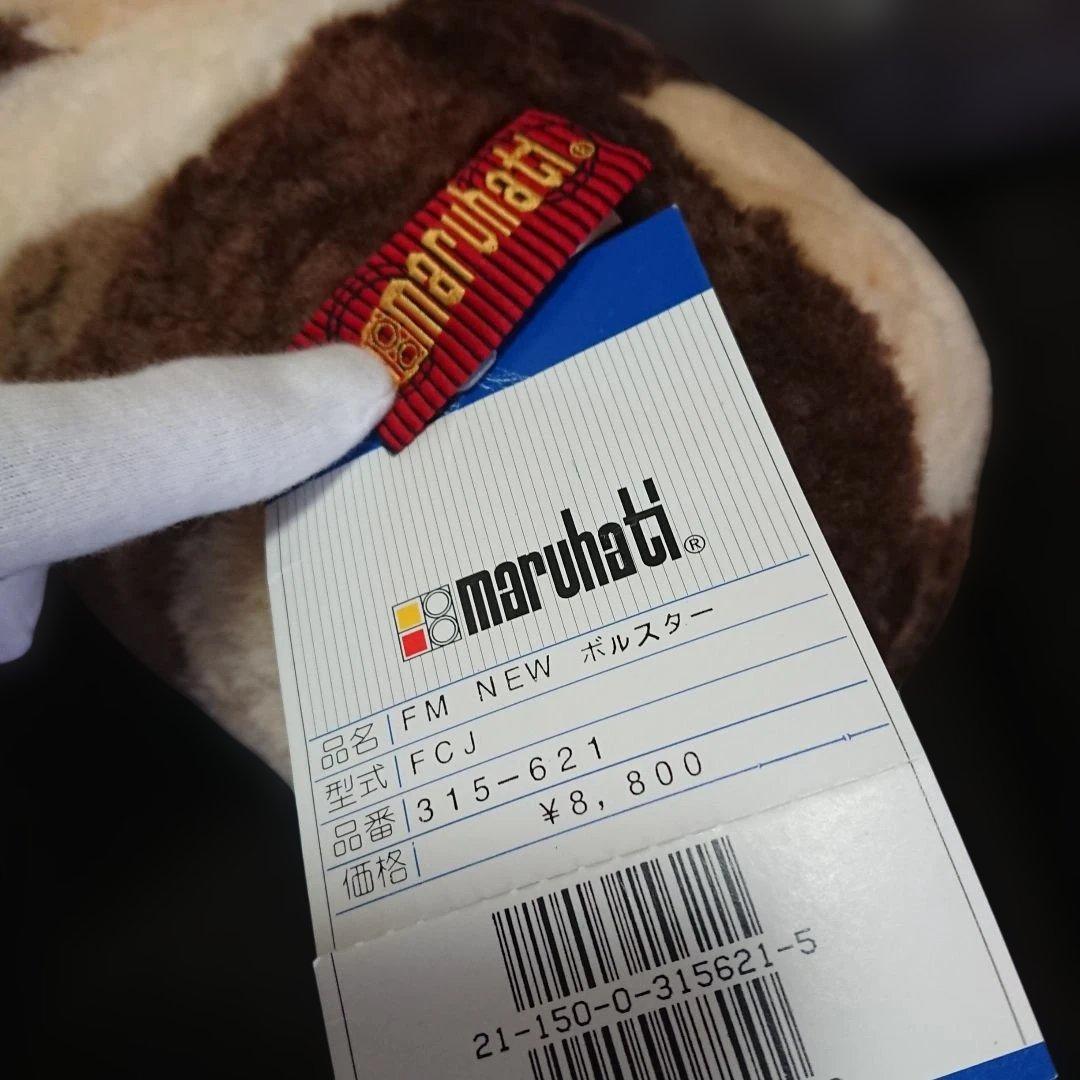 maruhati®
maruhati®
品名 FM NEW ボルスター
型式 FCJ
品番 315-621
価格 ¥8,800
21-150-0-315621-5